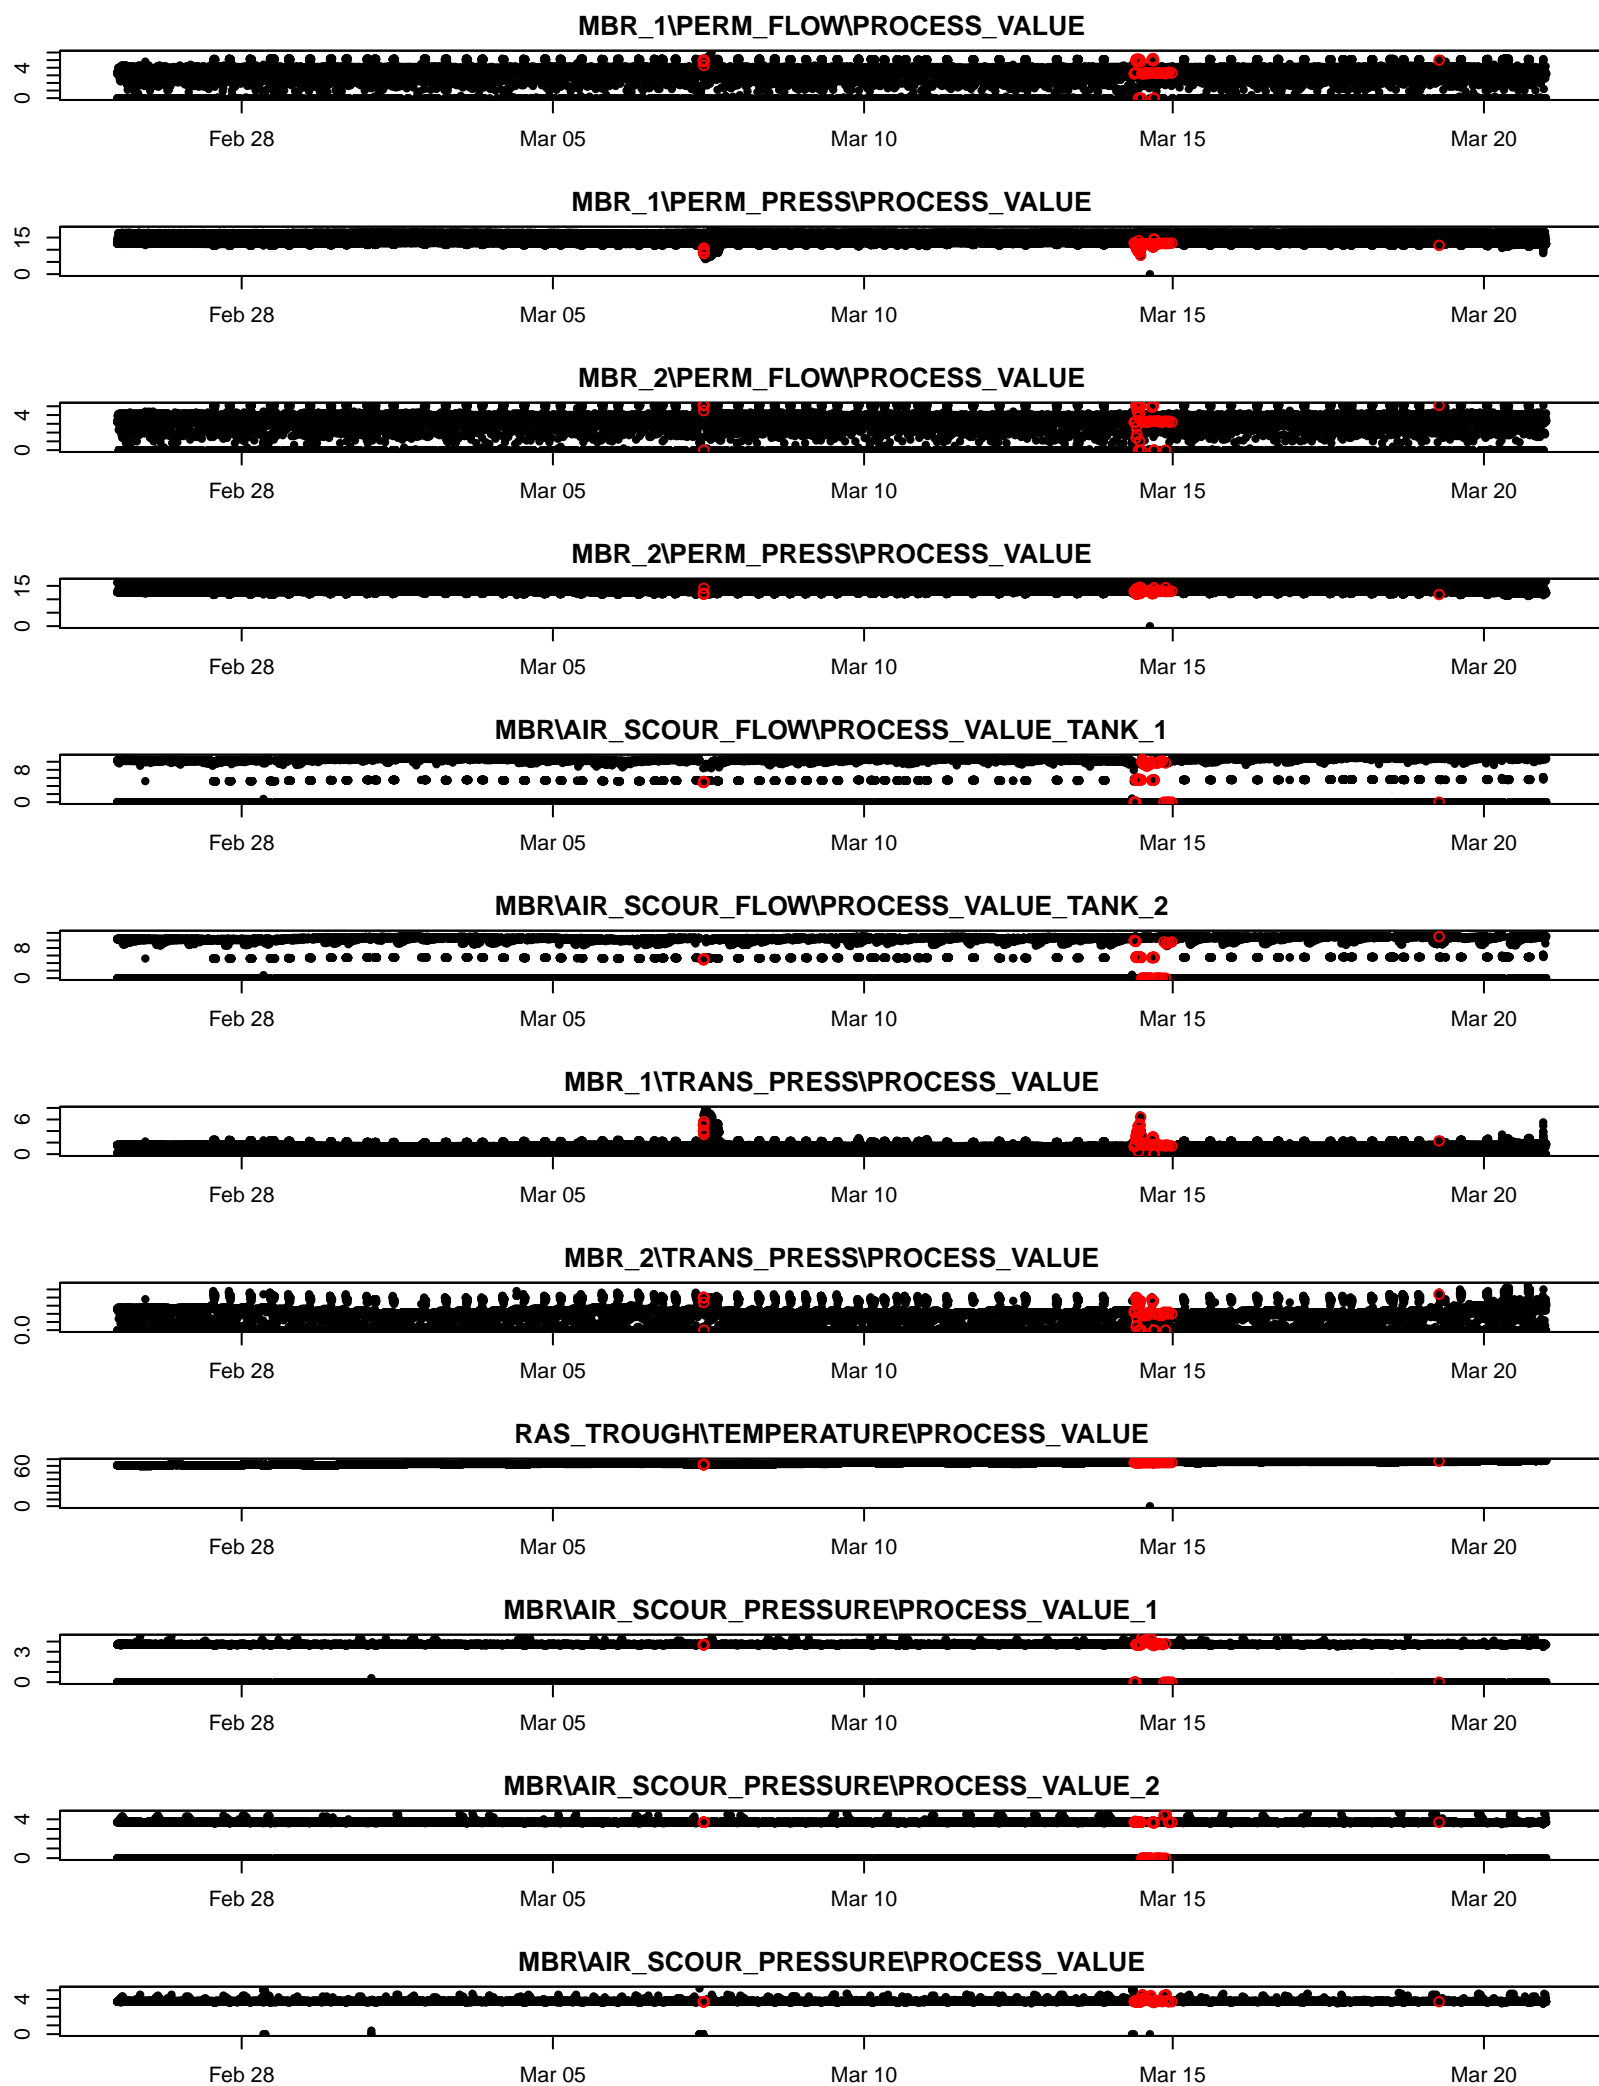 MBR_1\PERM_FLOW\PROCESS_VALUE
0 4
Feb 28 Mar 05 Mar 10 Mar 15 Mar 20
MBR_1\PERM_PRESS\PROCESS_VALUE
0 15
Feb 28 Mar 05 Mar 10 Mar 15 Mar 20
MBR_2\PERM_FLOW\PROCESS_VALUE
0 4
Feb 28 Mar 05 Mar 10 Mar 15 Mar 20
MBR_2\PERM_PRESS\PROCESS_VALUE
0 15
Feb 28 Mar 05 Mar 10 Mar 15 Mar 20
MBR\AIR_SCOUR_FLOW\PROCESS_VALUE_TANK_1
0 8
Feb 28 Mar 05 Mar 10 Mar 15 Mar 20
MBR\AIR_SCOUR_FLOW\PROCESS_VALUE_TANK_2
0 8
Feb 28 Mar 05 Mar 10 Mar 15 Mar 20
MBR_1\TRANS_PRESS\PROCESS_VALUE
0 6
Feb 28 Mar 05 Mar 10 Mar 15 Mar 20
MBR_2\TRANS_PRESS\PROCESS_VALUE
0.0
Feb 28 Mar 05 Mar 10 Mar 15 Mar 20
RAS_TROUGH\TEMPERATURE\PROCESS_VALUE
0 60
Feb 28 Mar 05 Mar 10 Mar 15 Mar 20
MBR\AIR_SCOUR_PRESSURE\PROCESS_VALUE_1
0 3
Feb 28 Mar 05 Mar 10 Mar 15 Mar 20
MBR\AIR_SCOUR_PRESSURE\PROCESS_VALUE_2
0 4
Feb 28 Mar 05 Mar 10 Mar 15 Mar 20
MBR\AIR_SCOUR_PRESSURE\PROCESS_VALUE
0 4
Feb 28 Mar 05 Mar 10 Mar 15 Mar 20